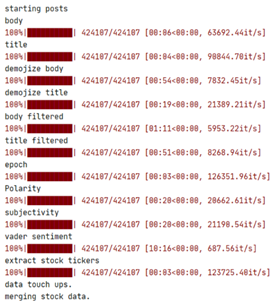 starting posts
body
100%|██████████| 424107/424107 [00:06<00:00, 63692.44it/s]
title
100%|██████████| 424107/424107 [00:04<00:00, 98844.70it/s]
demojize body
100%|██████████| 424107/424107 [00:54<00:00, 7832.45it/s]
demojize title
100%|██████████| 424107/424107 [00:19<00:00, 21389.21it/s]
body filtered
100%|██████████| 424107/424107 [01:11<00:00, 5953.22it/s]
title filtered
100%|██████████| 424107/424107 [00:51<00:00, 8268.94it/s]
epoch
100%|██████████| 424107/424107 [00:03<00:00, 126351.96it/s]
Polarity
100%|██████████| 424107/424107 [00:20<00:00, 20662.61it/s]
subjectivity
100%|██████████| 424107/424107 [00:20<00:00, 21198.54it/s]
vader sentiment
100%|██████████| 424107/424107 [10:16<00:00, 687.56it/s]
extract stock tickers
100%|██████████| 424107/424107 [00:03<00:00, 123725.48it/s]
data touch ups.
merging stock data.